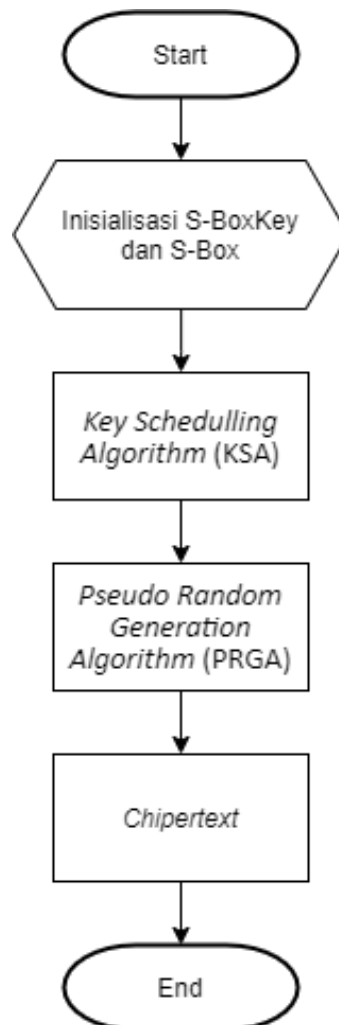 Start
Inisialisasi S-BoxKey
dan S-Box
Key Schedulling
Algorithm (KSA)
Pseudo Random
Generation
Algorithm (PRGA)
Chipertext
End